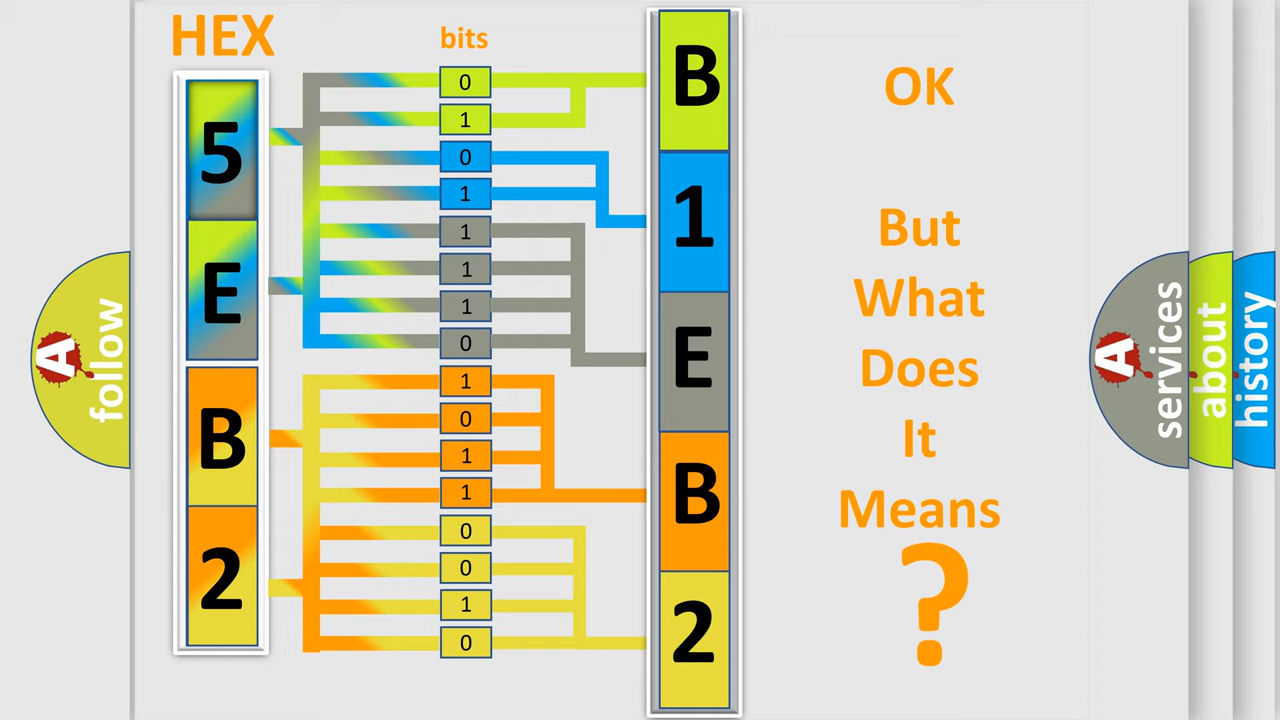 HEX
bits
5
E
B
2
0
1
0
1
1
1
1
0
1
0
1
1
0
0
1
0
B
1
E
B
2
OK
But
What
Does
It
Means
?
A
follow
A
services
about
history